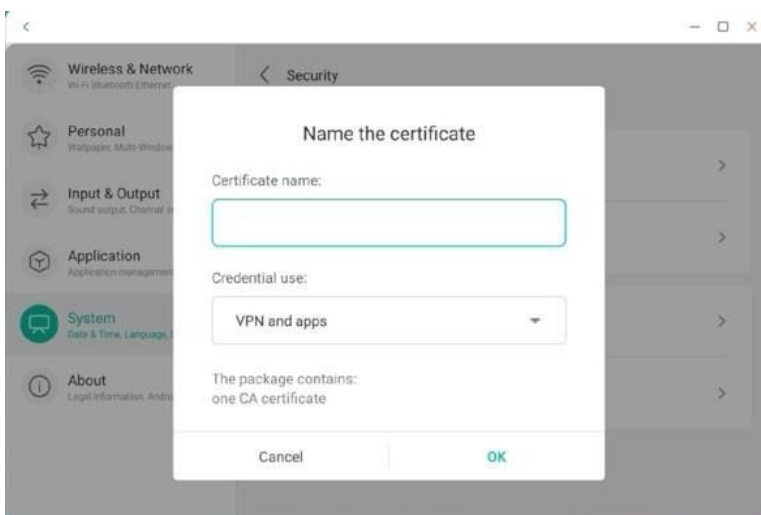 Wireless & Network
Wi-Fi Bluetooth Ethernet
Security
Personal
Wallpaper, Multi-Window
Input & Output
Sound output, Channel
Application
Application management
System
Date & Time, Language,
About
Legal information,
Name the certificate
Certificate name:
Credential use:
VPN and apps
The package contains:
one CA certificate
Cancel
OK